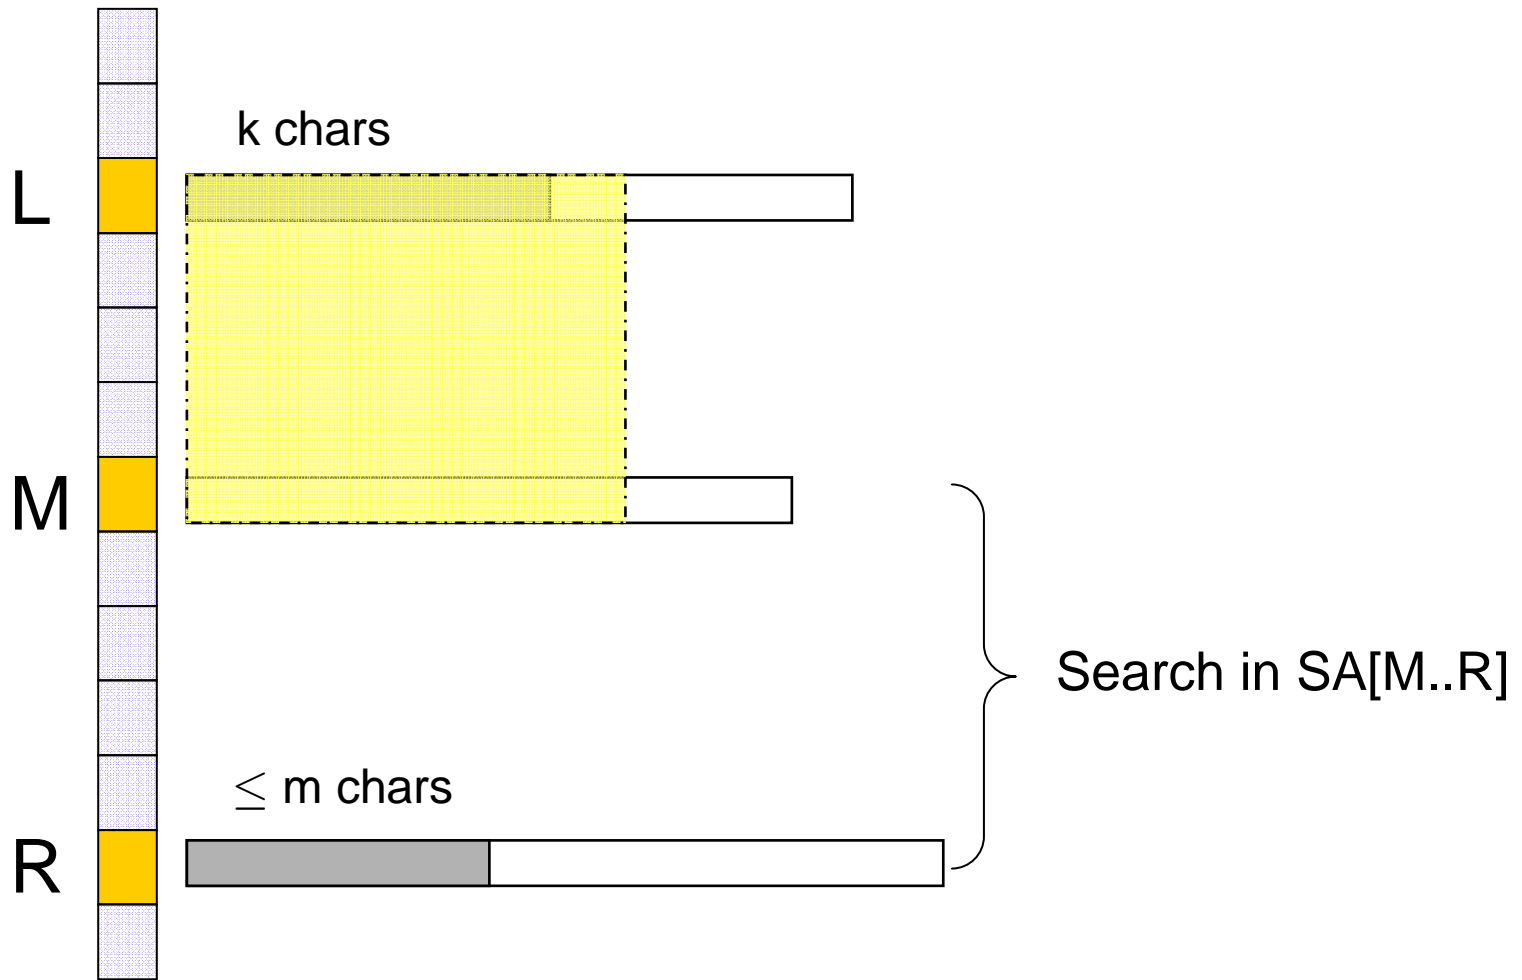 k chars
L
M
Search in SA[M..R]
≤ m chars
R